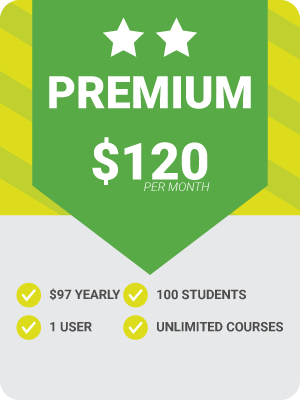 PREMIUM
$120
PER MONTH
$97 YEARLY
100 STUDENTS
1 USER
UNLIMITED COURSES